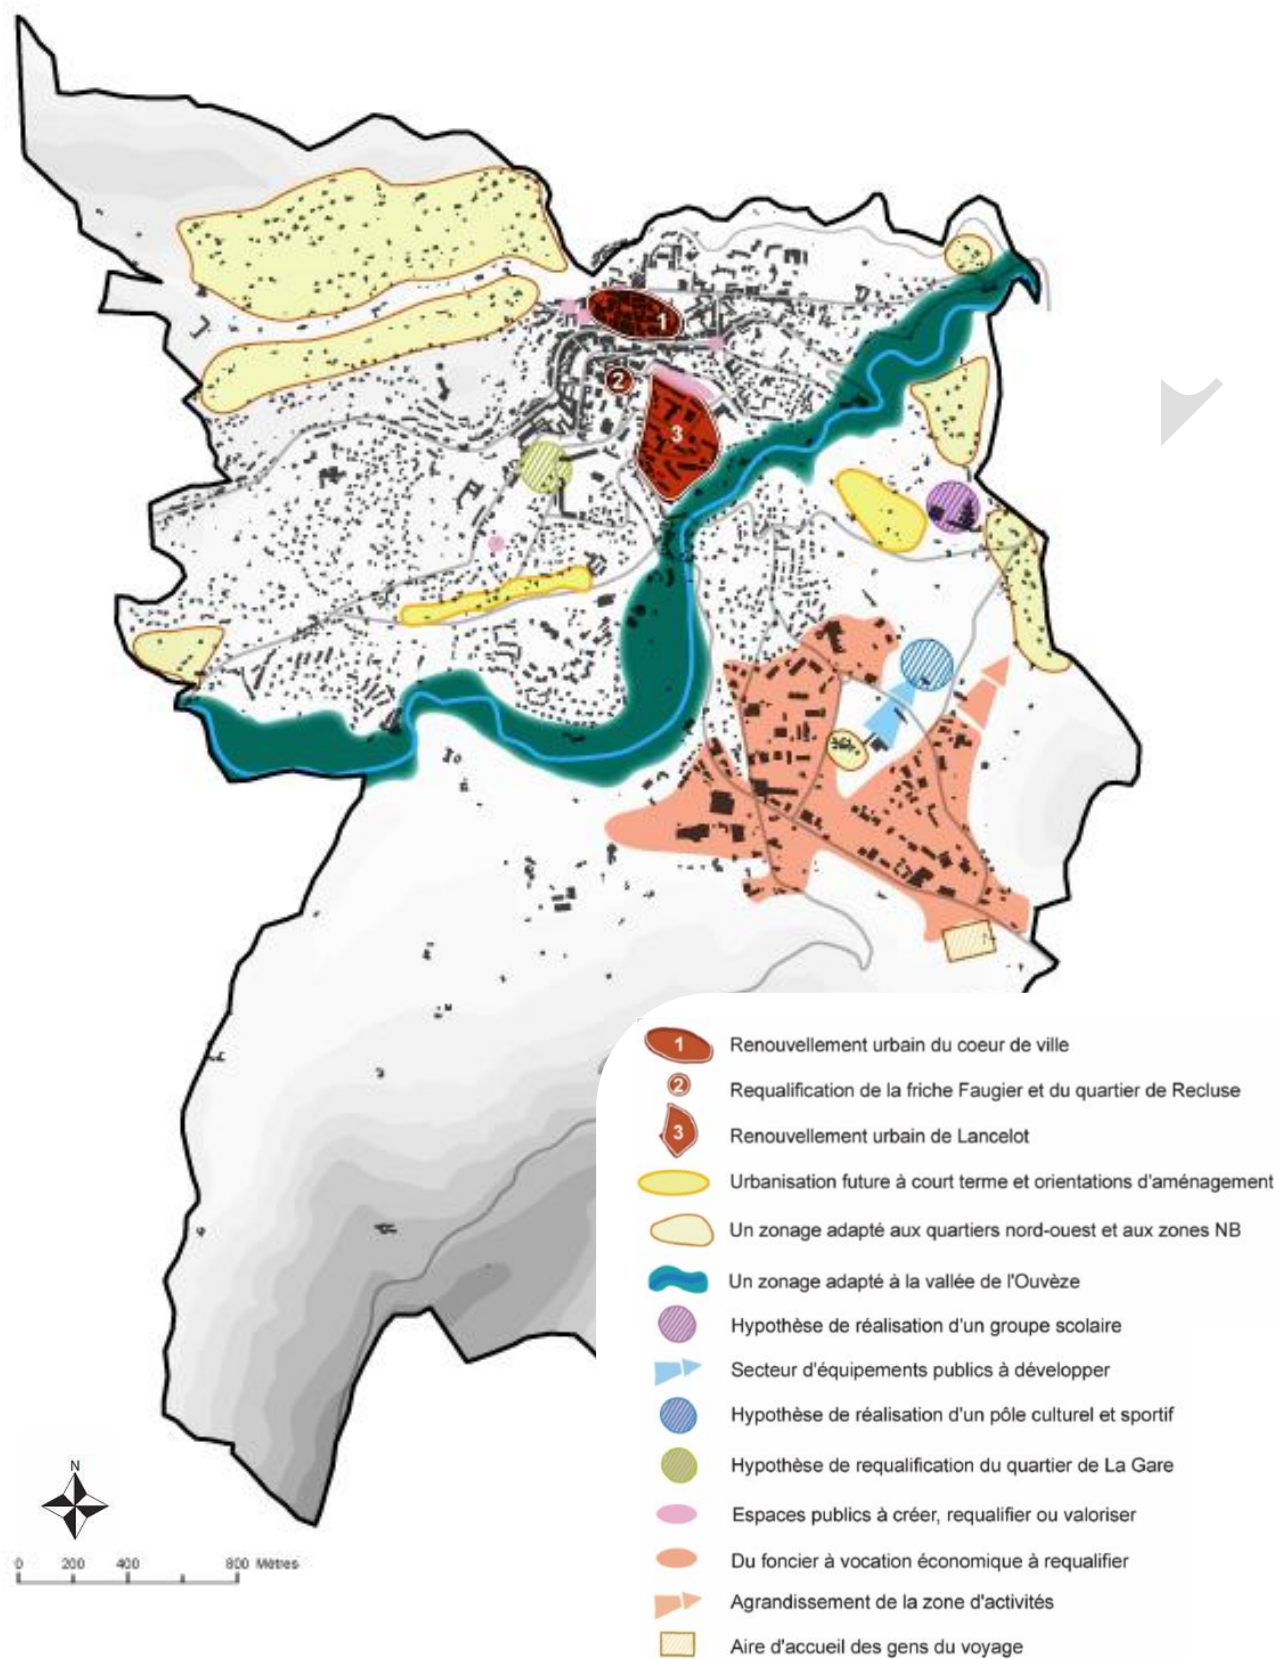 1
2
3
N
0 200 400 800 Mètres
1 Renouvellement urbain du coeur de ville
2 Requalification de la friche Faugier et du quartier de Recluse
3 Renouvellement urbain de Lancelot
Urbanisation future à court terme et orientations d'aménagement
Un zonage adapté aux quartiers nord-ouest et aux zones NB
Un zonage adapté à la vallée de l'Ouvèze
Hypothèse de réalisation d'un groupe scolaire
Secteur d'équipements publics à développer
Hypothèse de réalisation d'un pôle culturel et sportif
Hypothèse de requalification du quartier de La Gare
Espaces publics à créer, requalifier ou valoriser
Du foncier à vocation économique à requalifier
Agrandissement de la zone d'activités
Aire d'accueil des gens du voyage